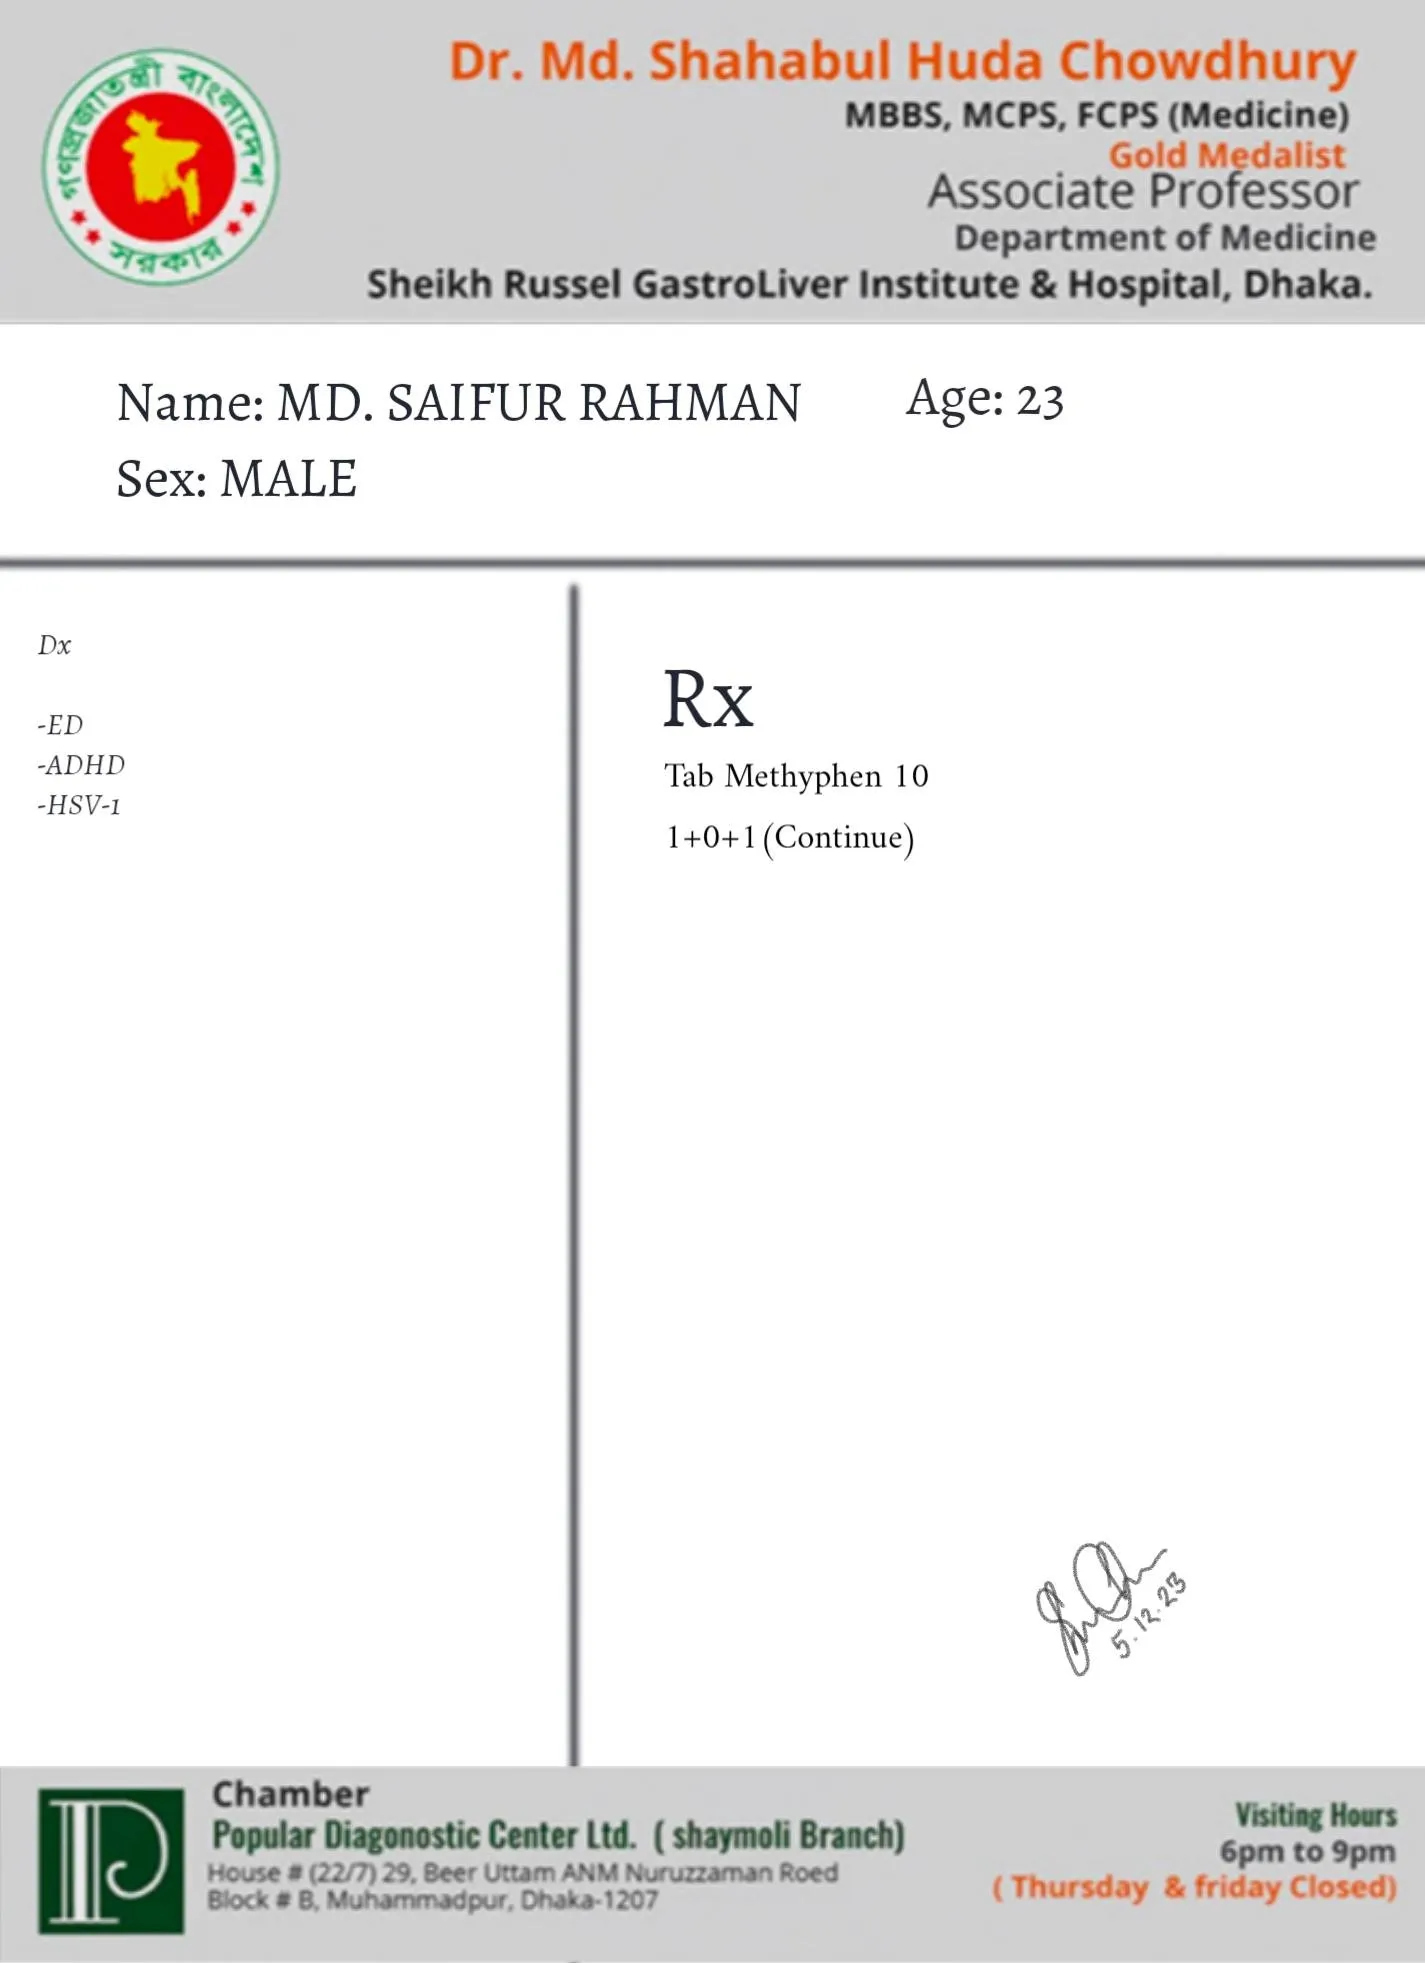 গণপ্রজাতন্ত্রী বাংলাদেশ
সরকার
Dr. Md. Shahabul Huda Chowdhury
MBBS, MCPS, FCPS (Medicine)
Gold Medalist
Associate Professor
Department of Medicine
Sheikh Russel GastroLiver Institute & Hospital, Dhaka.
Name: MD. SAIFUR RAHMAN Age: 23
Sex: MALE
Dx
-ED
-ADHD
-HSV-1
Rx
Tab Methyphen 10
1+0+1(Continue)
5.12.23
Chamber
Popular Diagonostic Center Ltd. ( shaymoli Branch)
House # (22/7) 29, Beer Uttam ANM Nuruzzaman Roed
Block # B, Muhammadpur, Dhaka-1207
Visiting Hours
6pm to 9pm
( Thursday & friday Closed)